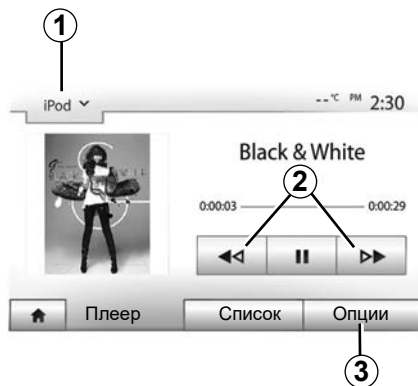 1
iPod
--°C PM 2:30
Black & White
2
0:00:03 0:00:29
Плеер Список Опции
3